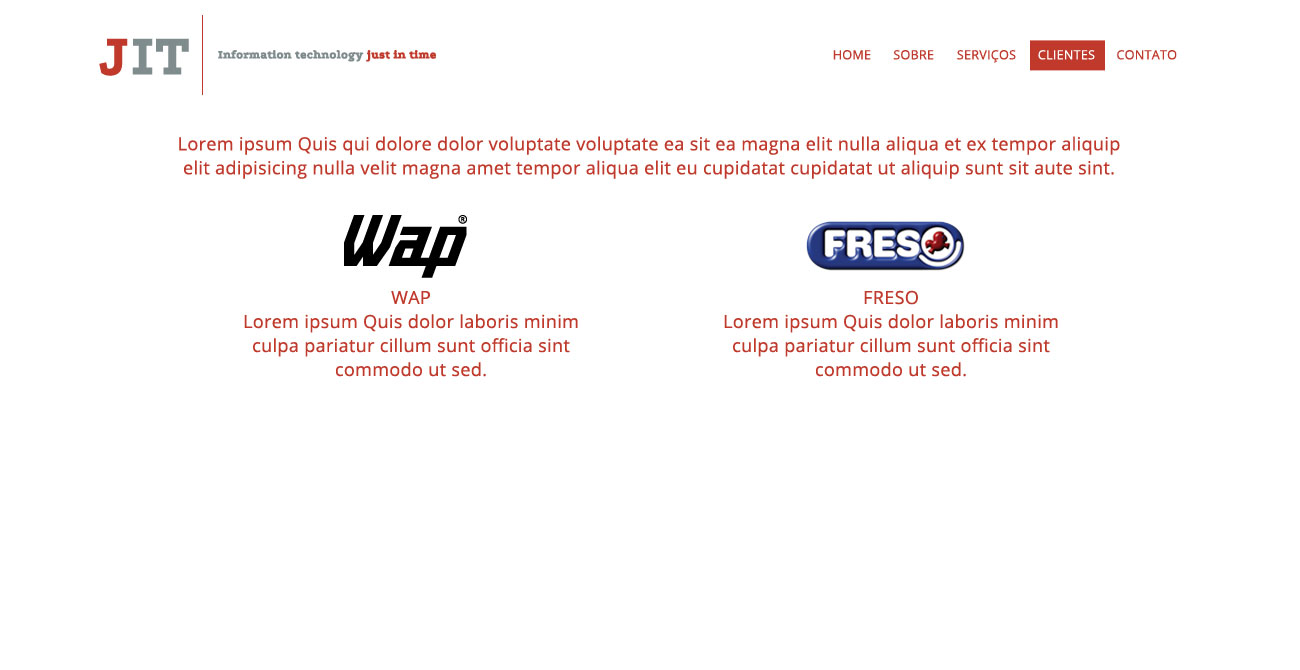 JIT
Information technology just in time
HOME SOBRE SERVIÇOS CLIENTES CONTATO
Lorem ipsum Quis qui dolore dolor voluptate voluptate ea sit ea magna elit nulla aliqua et ex tempor aliquip
elit adipisicing nulla velit magna amet tempor aliqua elit eu cupidatat cupidatat ut aliquip sunt sit aute sint.
Wap®
WAP
Lorem ipsum Quis dolor laboris minim
culpa pariatur cillum sunt officia sint
commodo ut sed.
FRESO
FRESO
Lorem ipsum Quis dolor laboris minim
culpa pariatur cillum sunt officia sint
commodo ut sed.